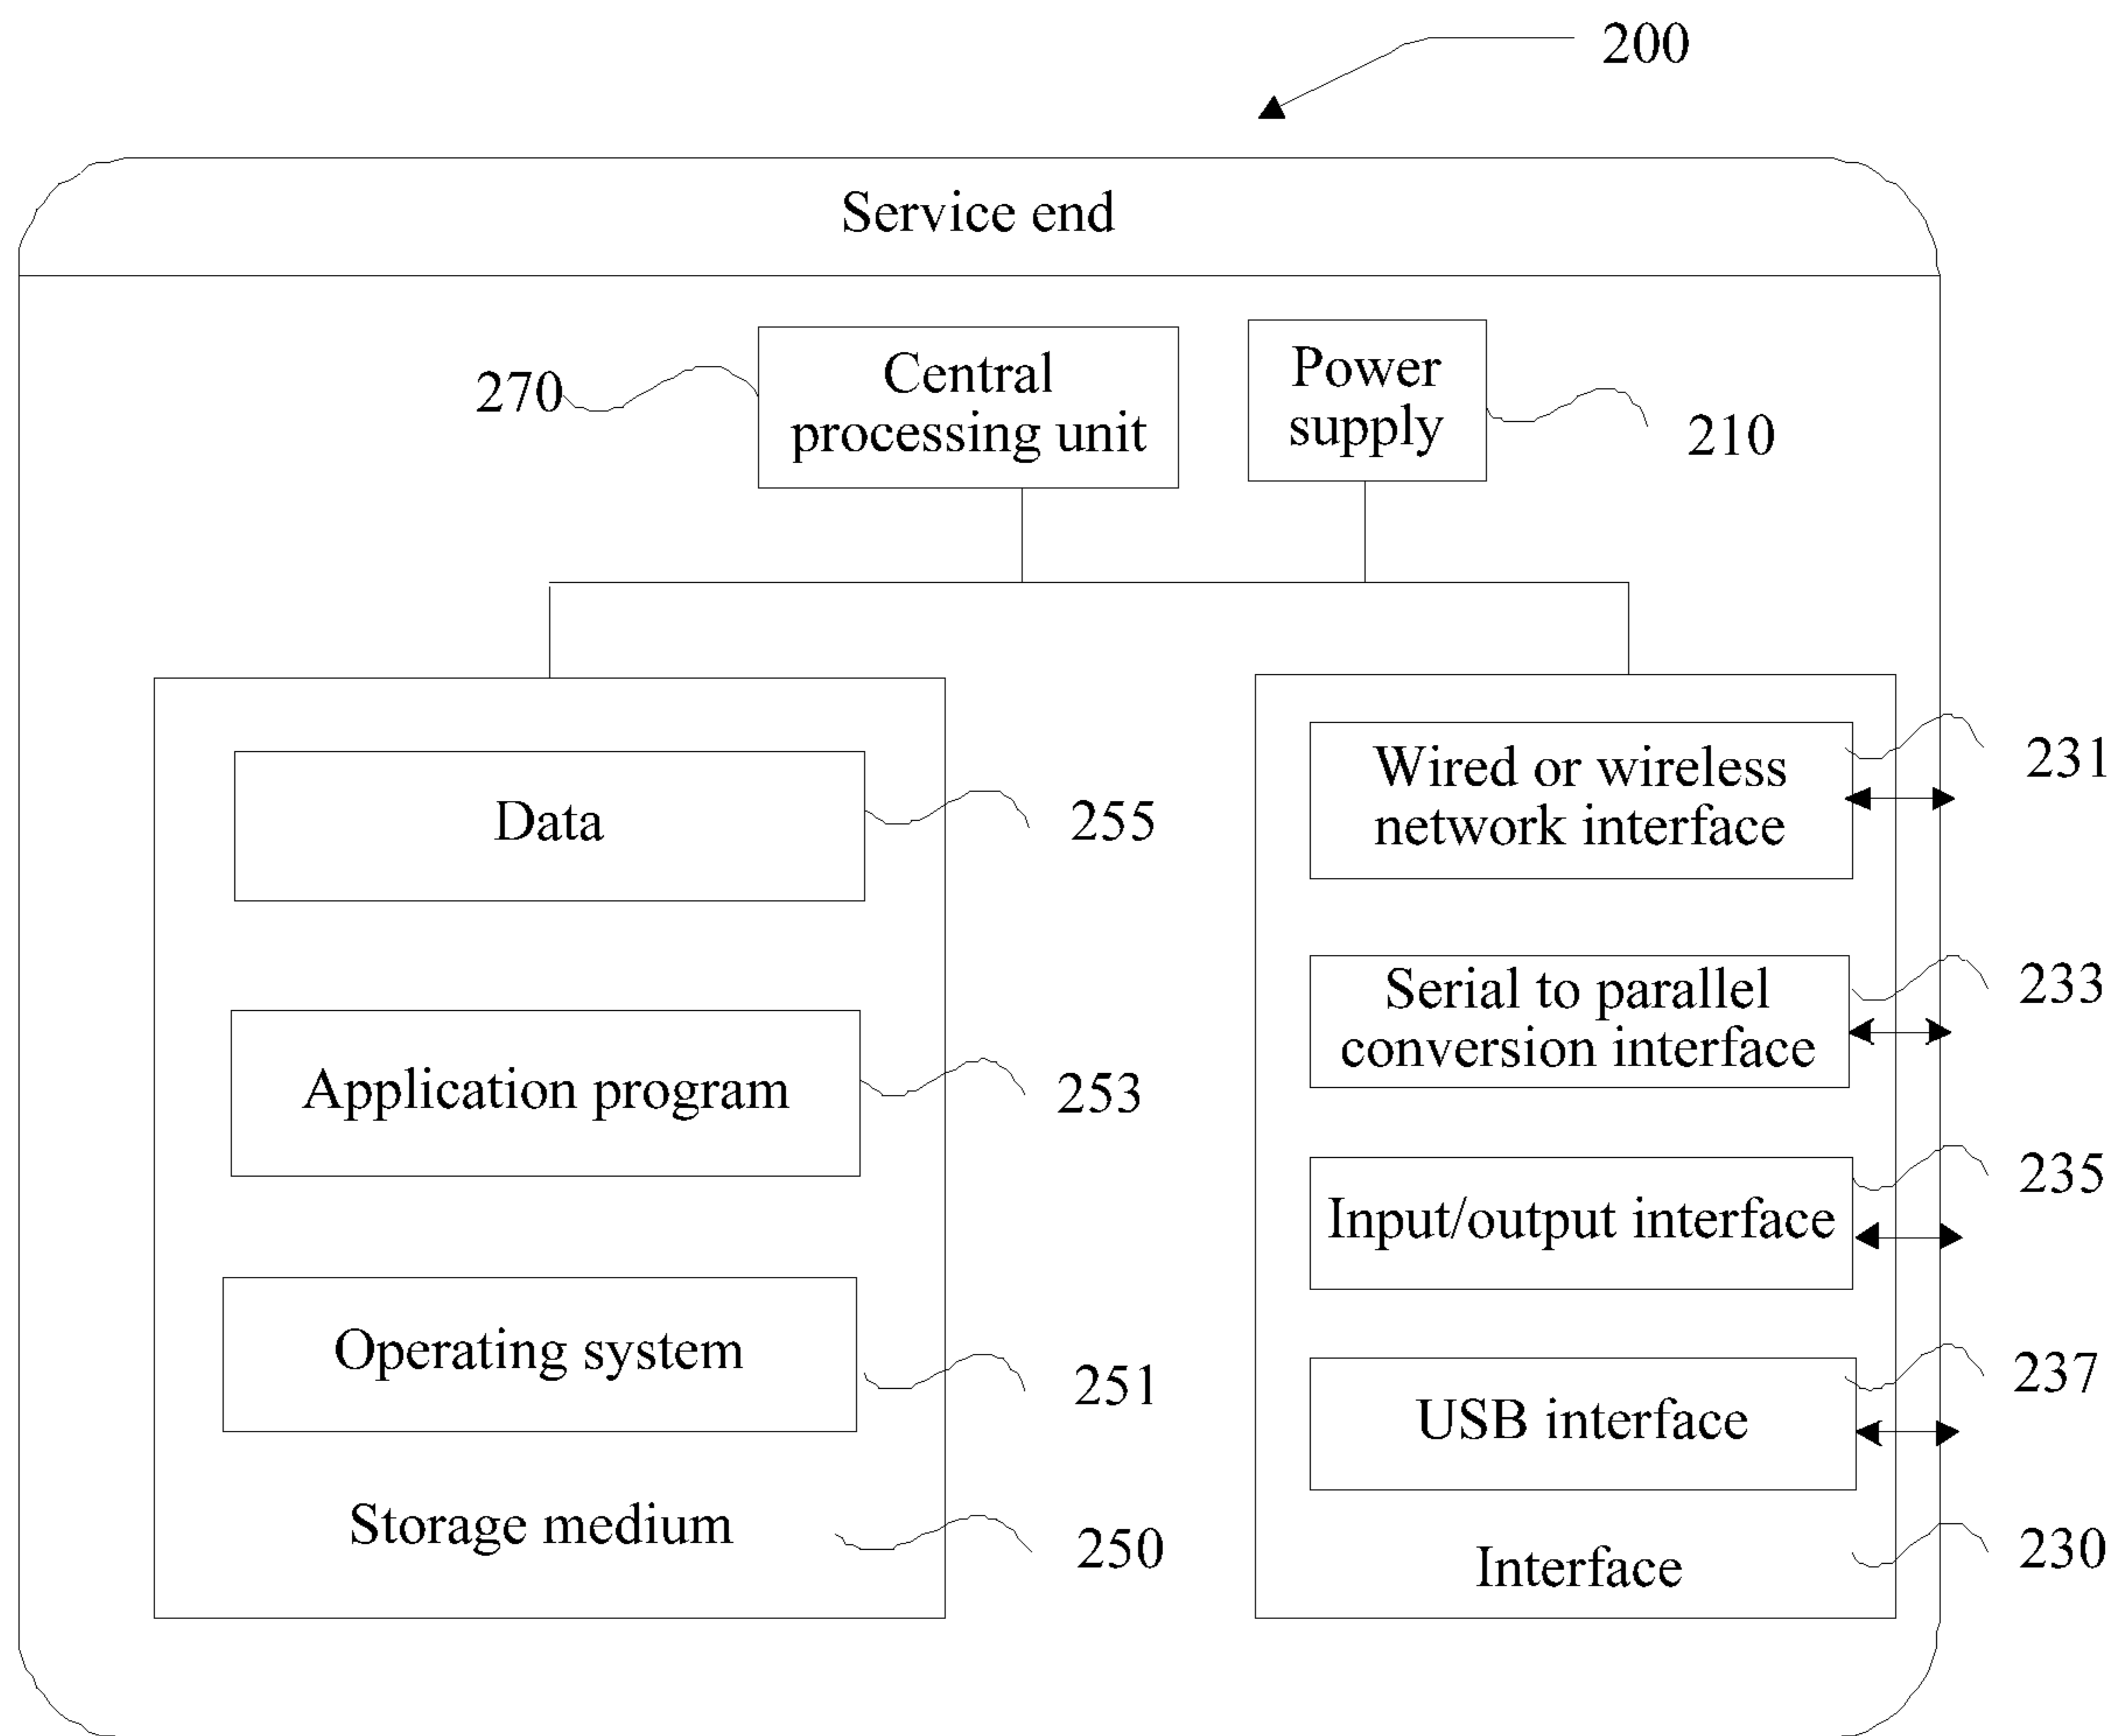 200
Service end
270
Central
processing unit
Power
supply
210
Data
255
Application program
253
Operating system
251
Storage medium
250
Wired or wireless
network interface
231
Serial to parallel
conversion interface
233
Input/output interface
235
USB interface
237
Interface
230